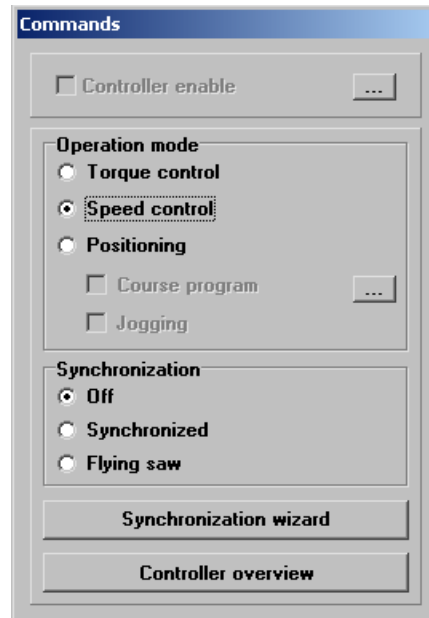 Commands
Controller enable
...
Operation mode
Torque control
Speed control
Positioning
Course program
...
Jogging
Synchronization
Off
Synchronized
Flying saw
Synchronization wizard
Controller overview